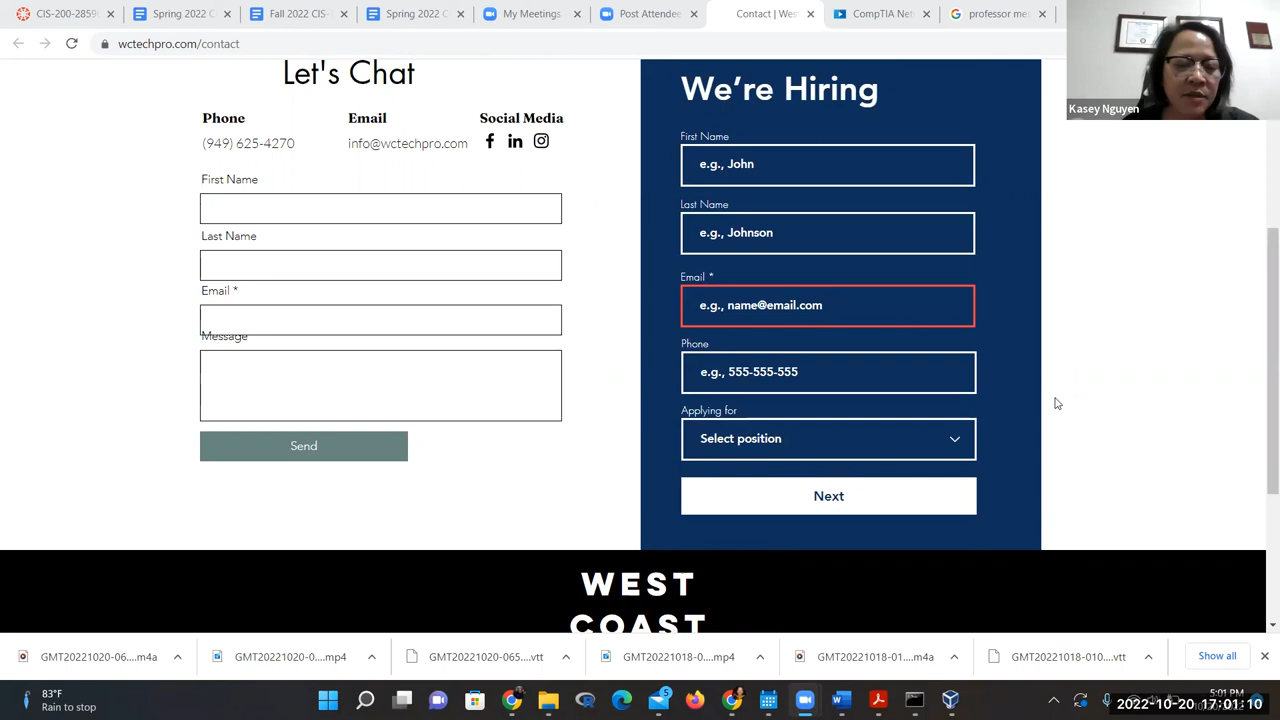 CIS-200-2859
Spring 2022 C
Fall 2022 CIS-
Spring 202
My Meetings
Post Attendee
Contact | West
CompTIA Net
professor me
wctechpro.com/contact
Kasey Nguyen
Let's Chat
Phone
Email
Social Media
(949) 625-4270
info@wctechpro.com
First Name
Last Name
Email *
Message
Send
We're Hiring
First Name
e.g., John
Last Name
e.g., Johnson
Email *
e.g., name@email.com
Phone
e.g., 555-555-555
Applying for
Select position
Next
WEST
COAST
GMT20221020-06....m4a
GMT20221020-0....mp4
GMT20221020-065....vtt
GMT20221018-0....mp4
GMT20221018-01....m4a
GMT20221018-010....vtt
Show all
83°F
Rain to stop
5
5:01 PM
2022-10-20 17:01:10